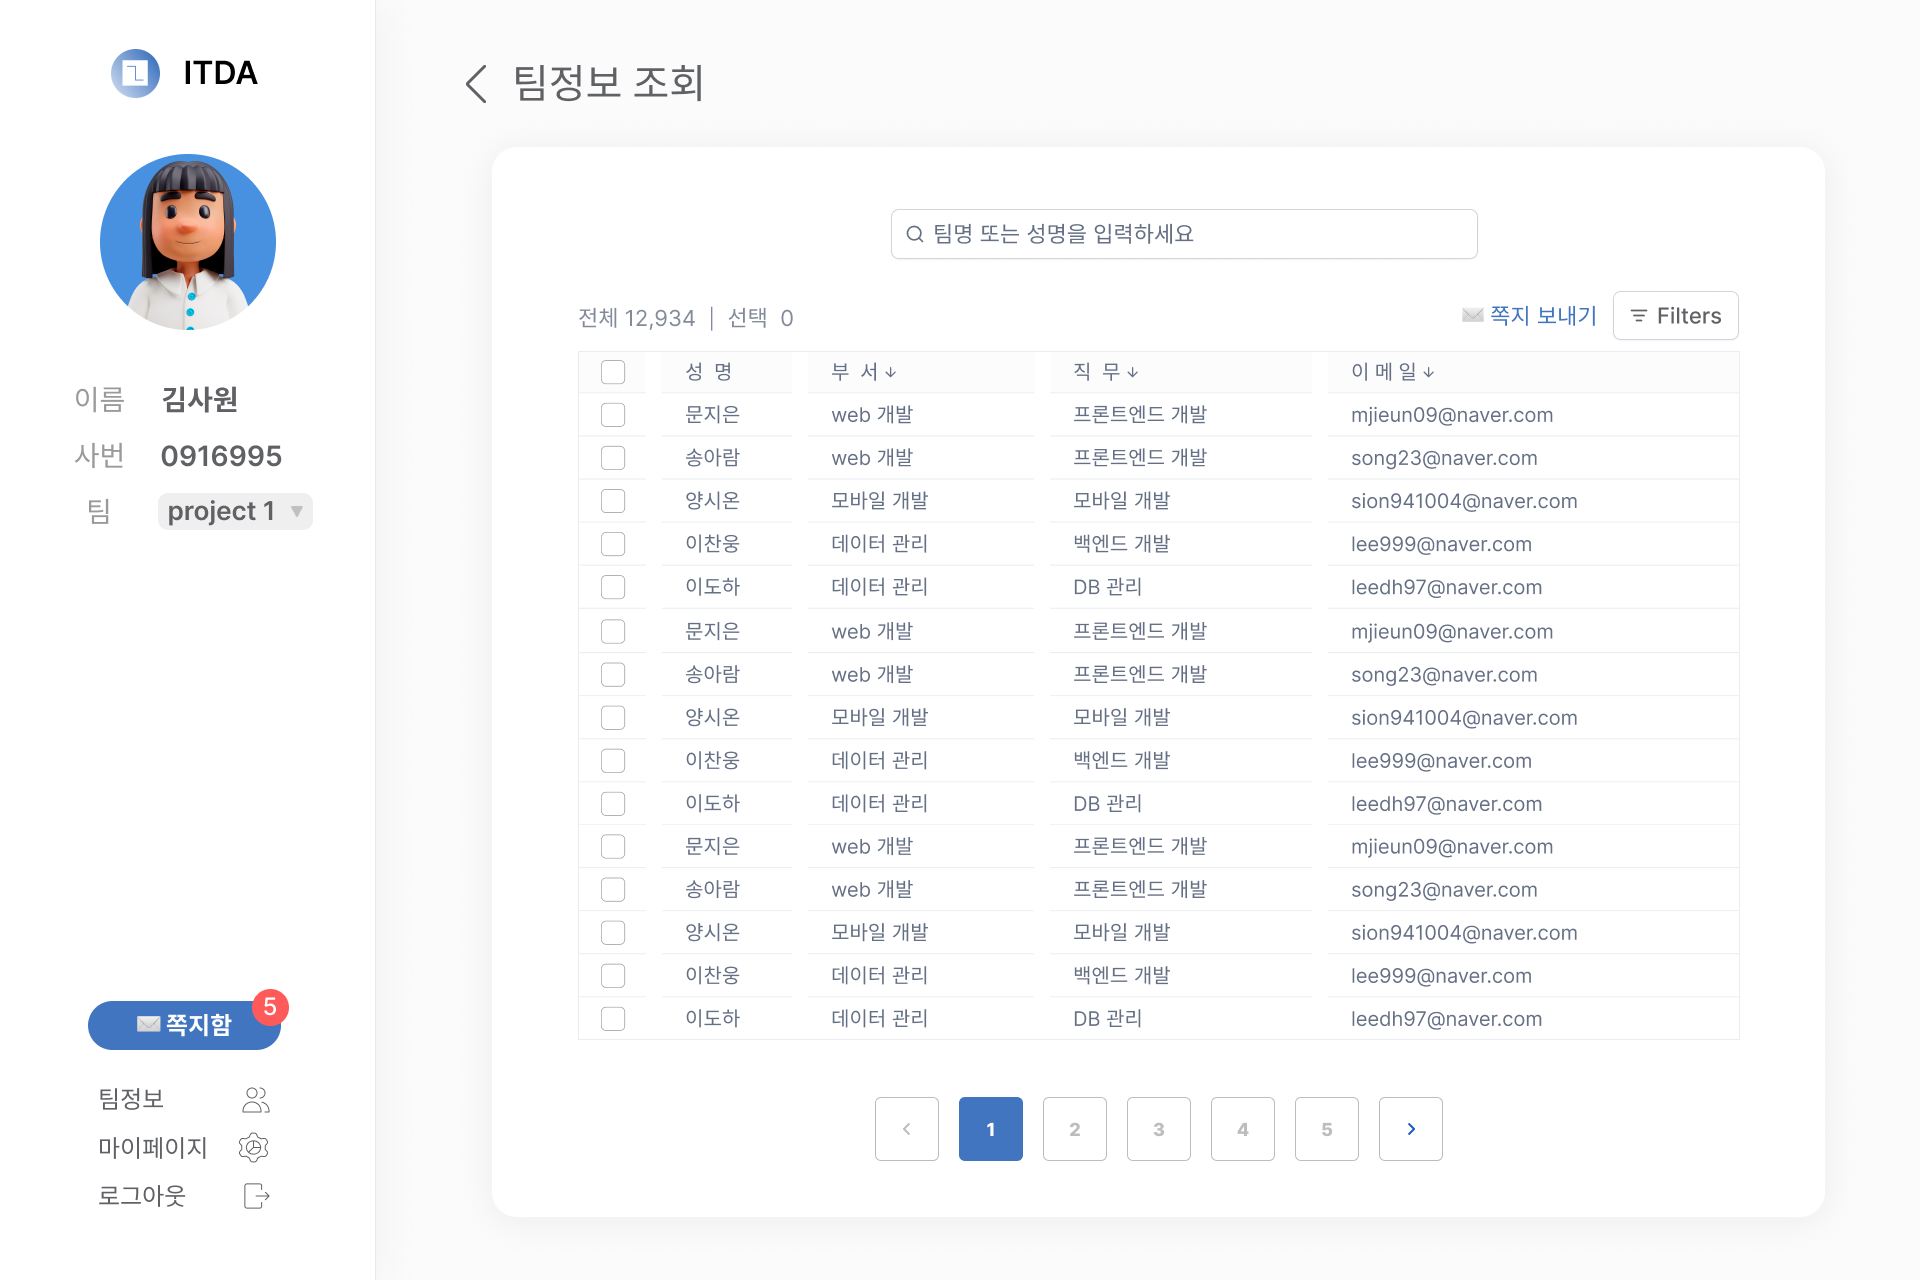 ITDA
이름 김사원
사번 0916995
팀 project 1 ▼
쪽지함 5
팀정보
마이페이지
로그아웃
팀정보 조회
팀명 또는 성명을 입력하세요
전체 12,934 | 선택 0
쪽지 보내기 Filters
성 명 부 서↓ 직 무↓ 이 메 일↓
문지은 web 개발 프론트엔드 개발 mjieun09@naver.com
송아람 web 개발 프론트엔드 개발 song23@naver.com
양시온 모바일 개발 모바일 개발 sion941004@naver.com
이찬웅 데이터 관리 백엔드 개발 lee999@naver.com
이도하 데이터 관리 DB 관리 leedh97@naver.com
문지은 web 개발 프론트엔드 개발 mjieun09@naver.com
송아람 web 개발 프론트엔드 개발 song23@naver.com
양시온 모바일 개발 모바일 개발 sion941004@naver.com
이찬웅 데이터 관리 백엔드 개발 lee999@naver.com
이도하 데이터 관리 DB 관리 leedh97@naver.com
문지은 web 개발 프론트엔드 개발 mjieun09@naver.com
송아람 web 개발 프론트엔드 개발 song23@naver.com
양시온 모바일 개발 모바일 개발 sion941004@naver.com
이찬웅 데이터 관리 백엔드 개발 lee999@naver.com
이도하 데이터 관리 DB 관리 leedh97@naver.com
‹ 1 2 3 4 5 ›